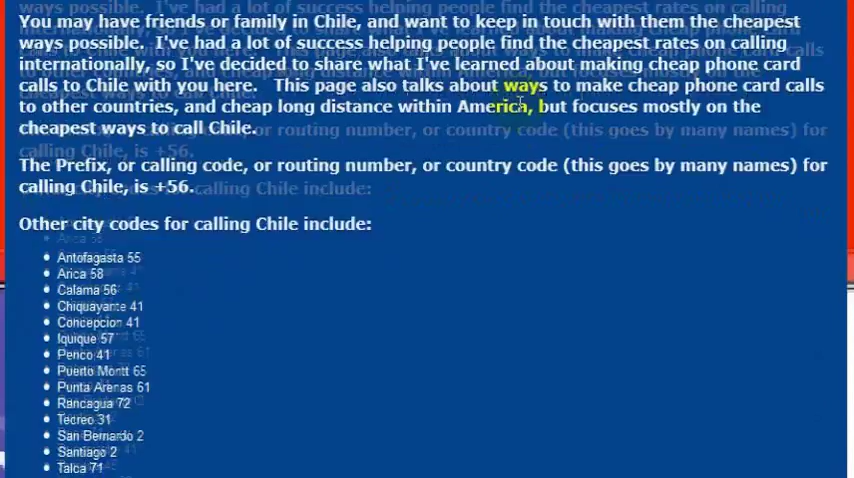 You may have friends or family in Chile, and want to keep in touch with them the cheapest
ways possible.  I've had a lot of success helping people find the cheapest rates on calling
internationally, so I've decided to share what I've learned about making cheap phone card
calls to Chile with you here.   This page also talks about ways to make cheap phone card calls
to other countries, and cheap long distance within America, but focuses mostly on the
cheapest ways to call Chile.
The Prefix, or calling code, or routing number, or country code (this goes by many names) for
calling Chile, is +56.
Other city codes for calling Chile include:
Antofagasta 55
Arica 58
Calama 56
Chiquayante 41
Concepcion 41
Iquique 57
Penco 41
Puerto Montt 65
Punta Arenas 61
Rancagua 72
Tecreo 31
San Bernardo 2
Santiago 2
Talca 71